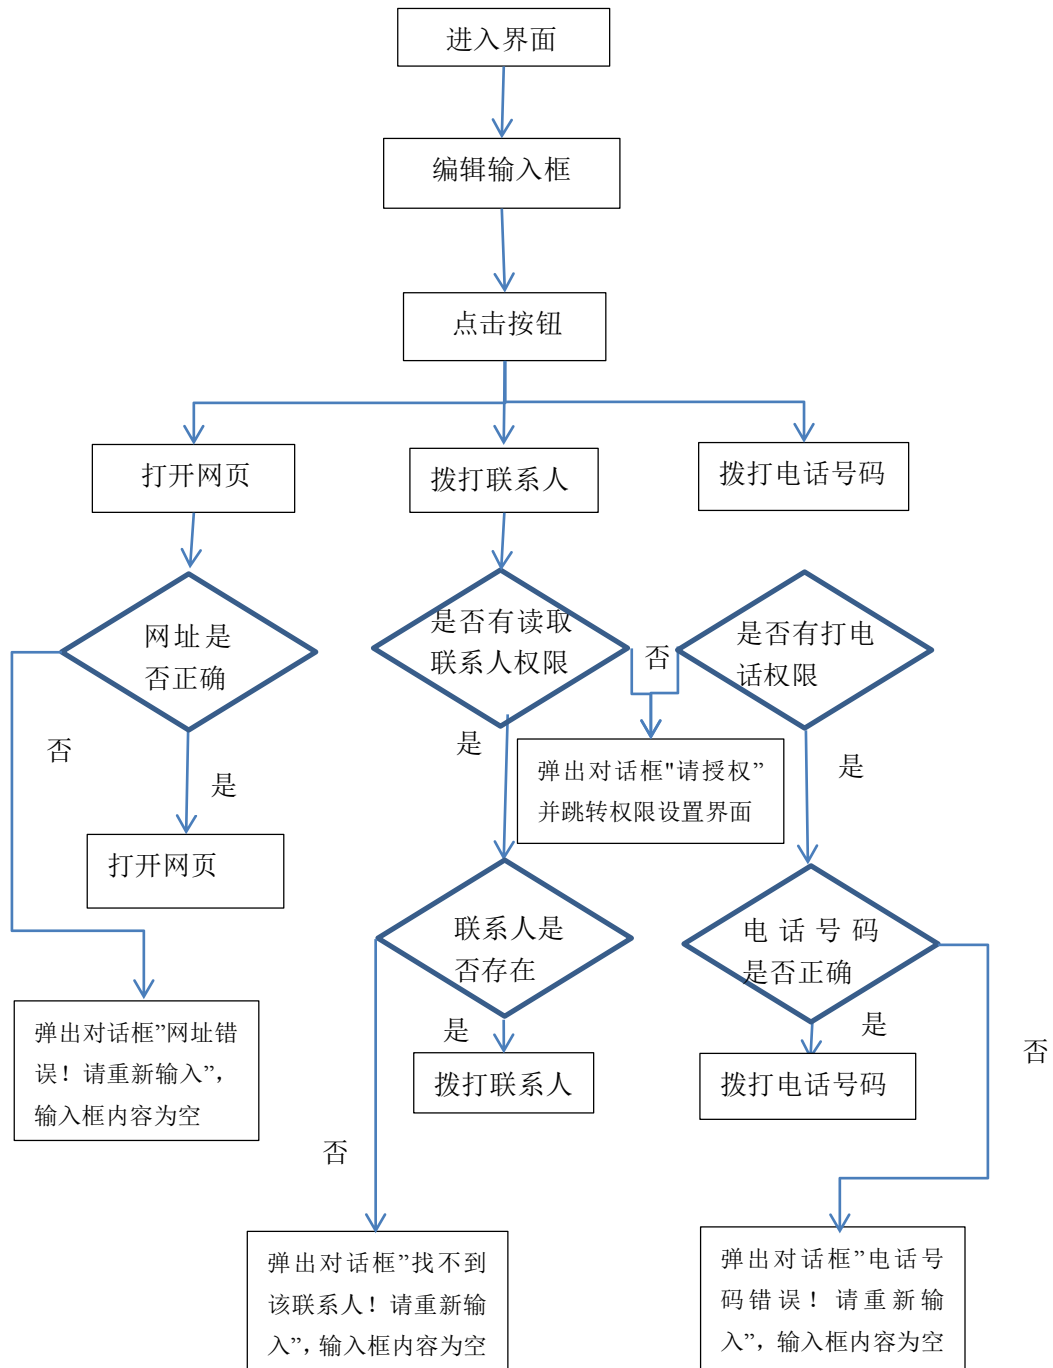 进入界面
编辑输入框
点击按钮
打开网页
拨打联系人
拨打电话号码
网址是
否正确
是否有读取
联系人权限
否
是否有打电
话权限
否
是
是
是
弹出对话框"请授权”
并跳转权限设置界面
打开网页
联系人是
否存在
电话号码
是否正确
弹出对话框”网址错
误！请重新输入”，
输入框内容为空
是
是
否
拨打联系人
拨打电话号码
否
弹出对话框”找不到
该联系人！请重新输
入”，输入框内容为空
弹出对话框”电话号
码错误！请重新输
入”，输入框内容为空